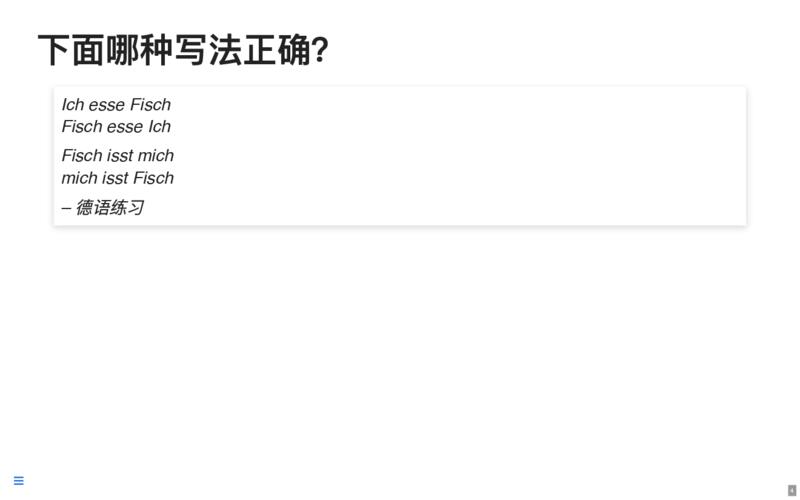 下面哪种写法正确?
Ich esse Fisch
Fisch esse Ich
Fisch isst mich
mich isst Fisch
– 德语练习
4